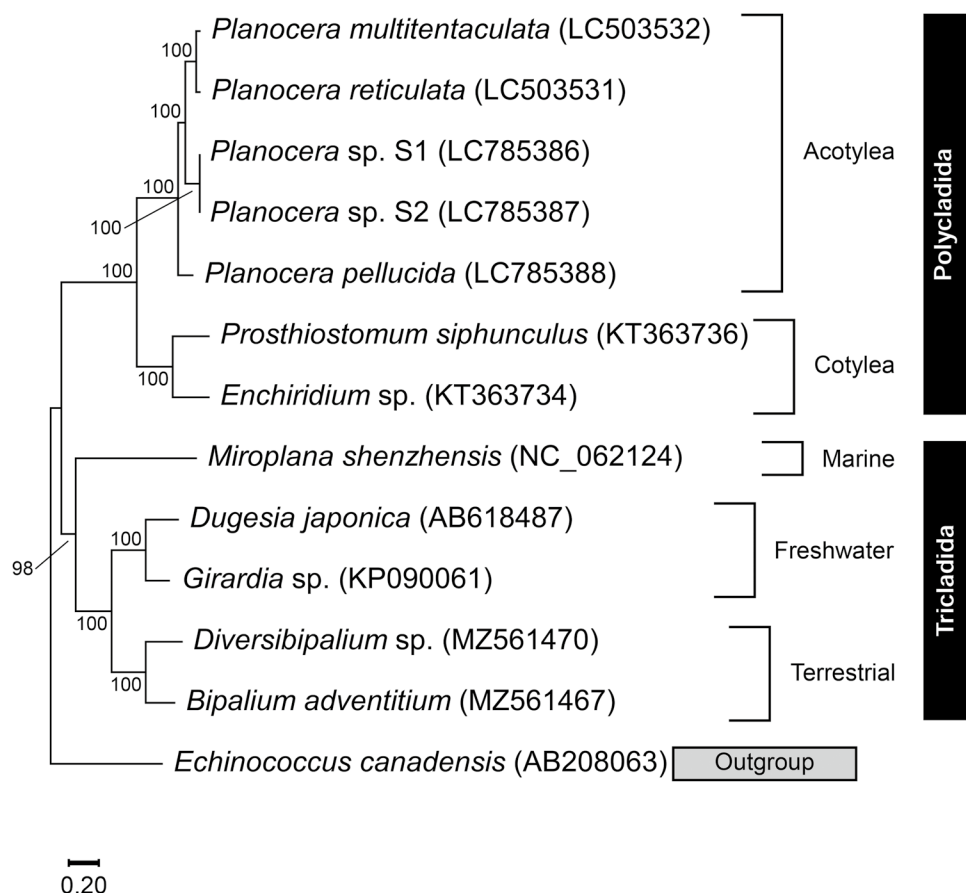 Planocera multitentaculata (LC503532)
100
Planocera reticulata (LC503531)
100
Planocera sp. S1 (LC785386)
Acotylea
100
Planocera sp. S2 (LC785387)
100
Polycladida
100
Planocera pellucida (LC785388)
Prosthiostomum siphunculus (KT363736)
Cotylea
100
Enchiridium sp. (KT363734)
Miroplana shenzhensis (NC_062124)
Marine
Dugesia japonica (AB618487)
100
Freshwater
98
Girardia sp. (KP090061)
Tricladida
100
Diversibipalium sp. (MZ561470)
Terrestrial
100
Bipalium adventitium (MZ561467)
Echinococcus canadensis (AB208063)
Outgroup
0.20